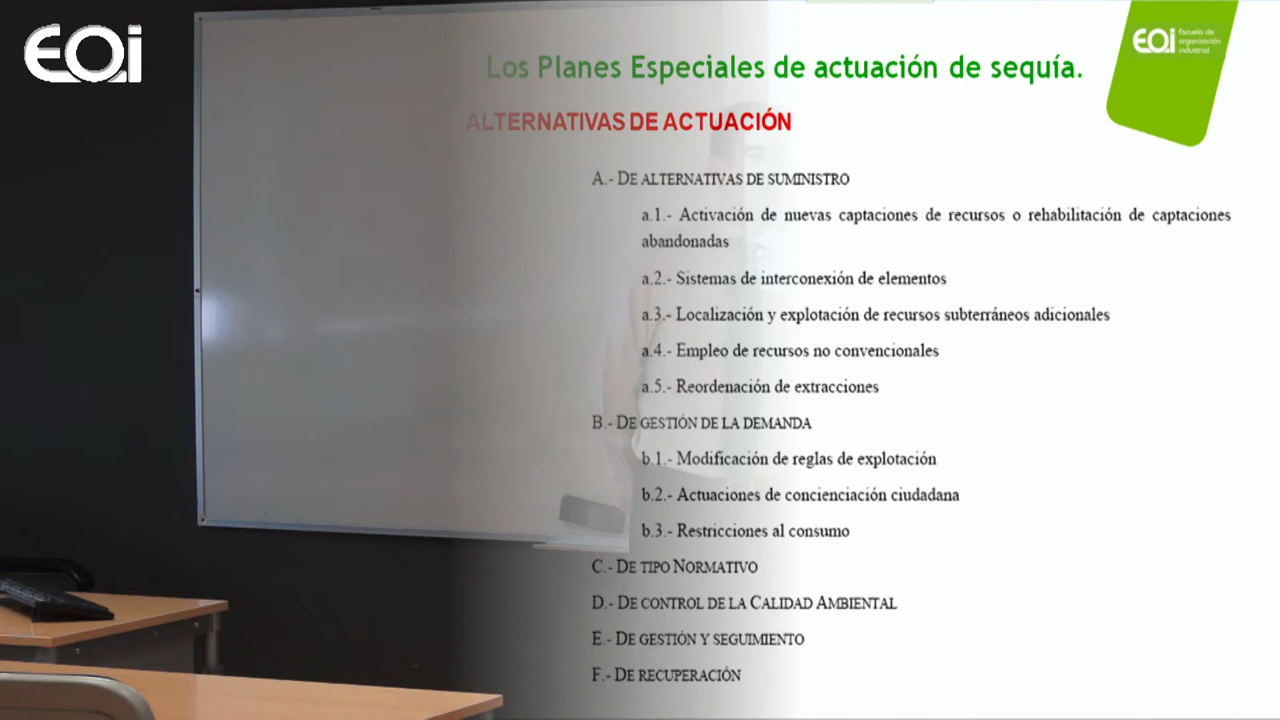 EOi
Los Planes Especiales de actuación de sequía.
EOi Escuela de
organización
industrial
ALTERNATIVAS DE ACTUACIÓN
A.- DE ALTERNATIVAS DE SUMINISTRO
a.1.- Activación de nuevas captaciones de recursos o rehabilitación de captaciones
abandonadas
a.2.- Sistemas de interconexión de elementos
a.3.- Localización y explotación de recursos subterráneos adicionales
a.4.- Empleo de recursos no convencionales
a.5.- Reordenación de extracciones
B.- DE GESTIÓN DE LA DEMANDA
b.1.- Modificación de reglas de explotación
b.2.- Actuaciones de concienciación ciudadana
b.3.- Restricciones al consumo
C.- DE TIPO NORMATIVO
D.- DE CONTROL DE LA CALIDAD AMBIENTAL
E.- DE GESTIÓN Y SEGUIMIENTO
F.- DE RECUPERACIÓN